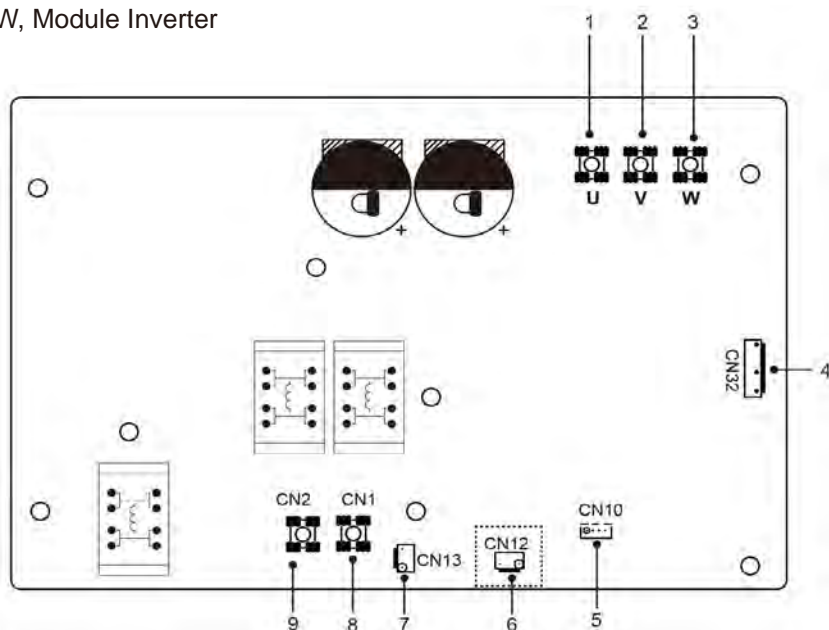 W, Module Inverter
1 2 3
U V W
+ +
CN32
4
CN2 CN1
CN10
CN13
CN12
9 8 7 6 5